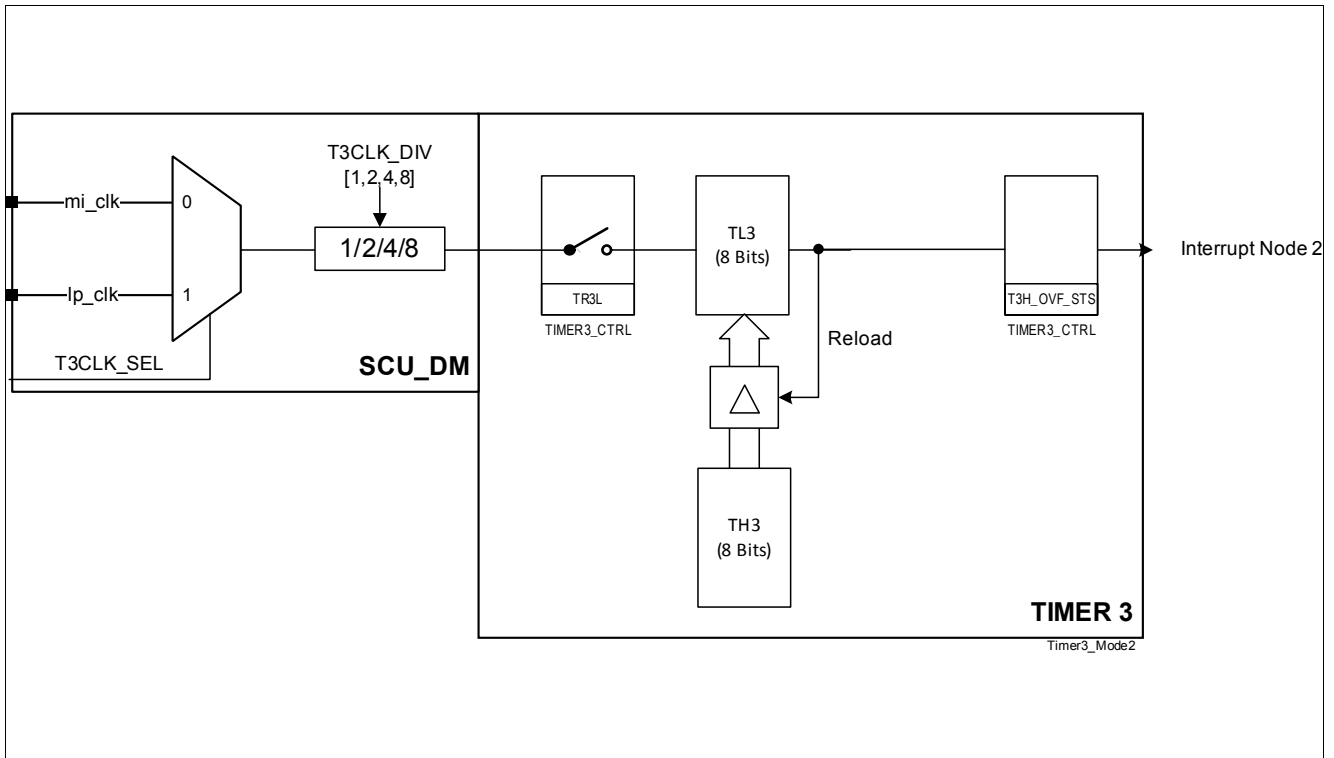 T3CLK_DIV
[1,2,4,8]
mi_clk
0
1/2/4/8
lp_clk
1
T3CLK_SEL
SCU_DM
TR3L
TIMER3_CTRL
TL3
(8 Bits)
T3H_OVF_STS
TIMER3_CTRL
Interrupt Node 2
Reload
TH3
(8 Bits)
TIMER 3
Timer3_Mode2